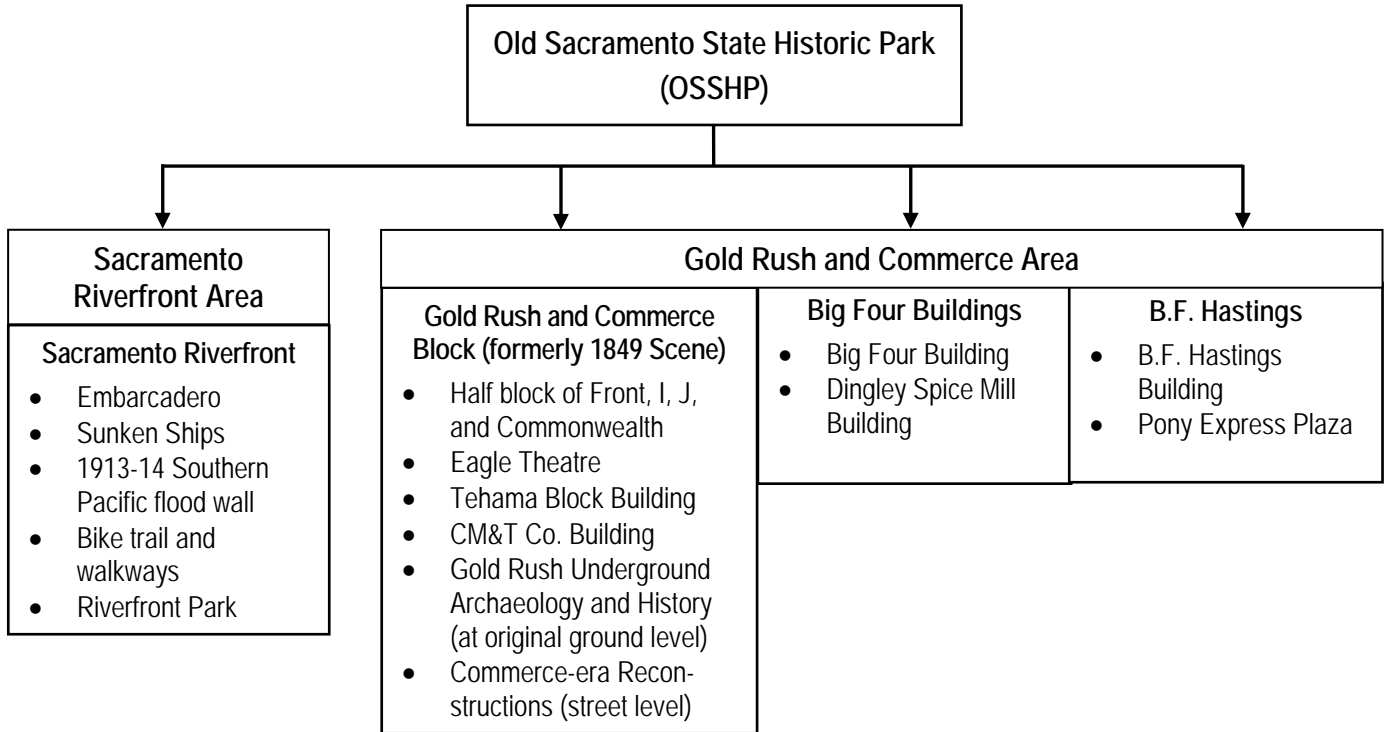 Old Sacramento State Historic Park
(OSSHP)
Sacramento
Riverfront Area
Sacramento Riverfront
• Embarcadero
• Sunken Ships
• 1913-14 Southern
Pacific flood wall
• Bike trail and
walkways
• Riverfront Park
Gold Rush and Commerce Area
Gold Rush and Commerce
Block (formerly 1849 Scene)
• Half block of Front, I, J,
and Commonwealth
• Eagle Theatre
• Tehama Block Building
• CM&T Co. Building
• Gold Rush Underground
Archaeology and History
(at original ground level)
• Commerce-era Recon-
structions (street level)
Big Four Buildings
• Big Four Building
• Dingley Spice Mill
Building
B.F. Hastings
• B.F. Hastings
Building
• Pony Express Plaza